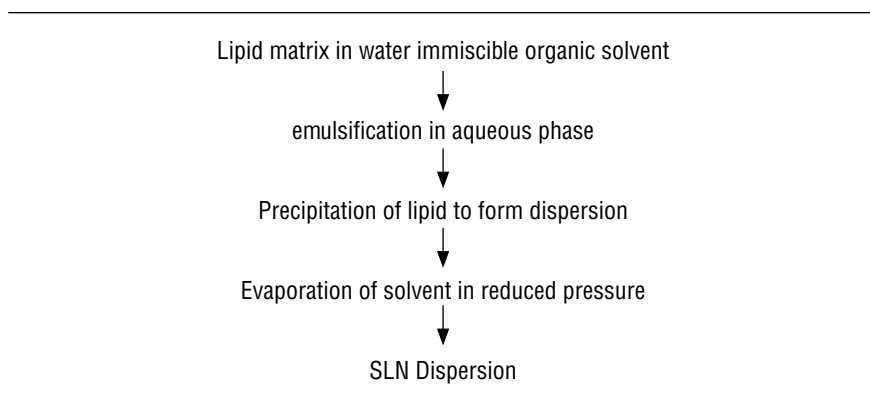 Lipid matrix in water immiscible organic solvent
emulsification in aqueous phase
Precipitation of lipid to form dispersion
Evaporation of solvent in reduced pressure
SLN Dispersion